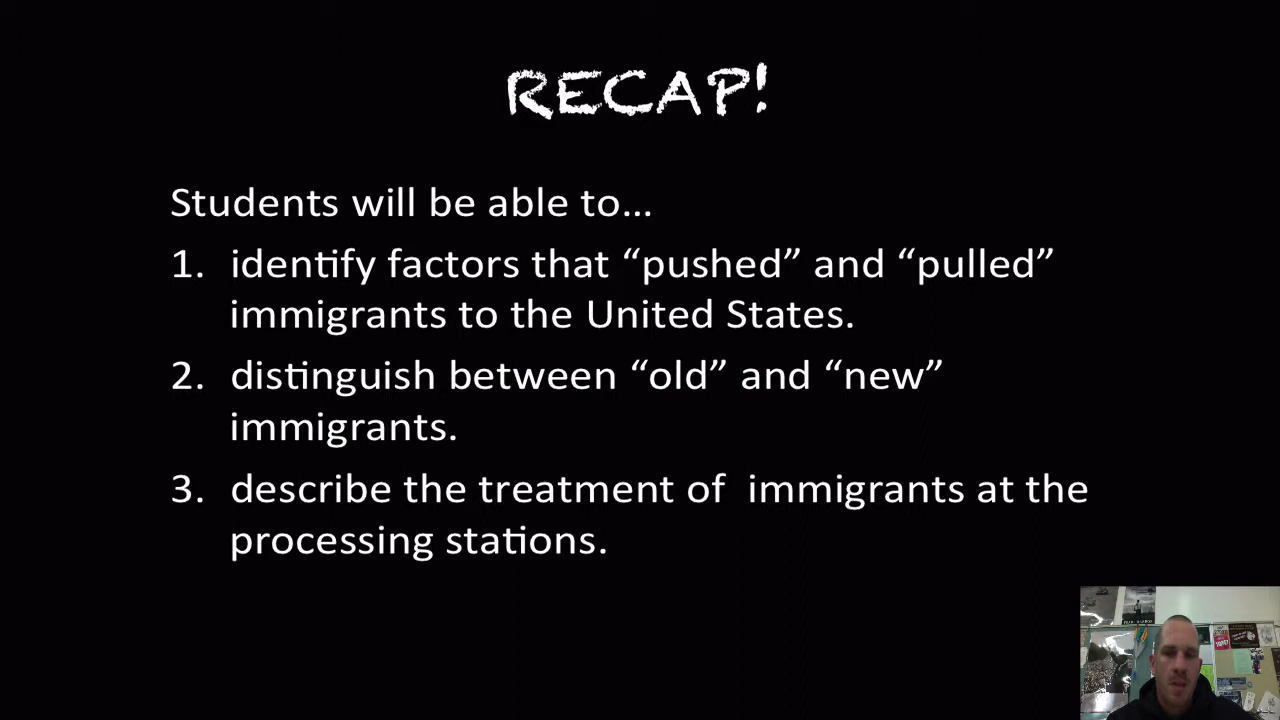 RECAP!
Students will be able to…
1. identify factors that “pushed” and “pulled”
immigrants to the United States.
2. distinguish between “old” and “new”
immigrants.
3. describe the treatment of  immigrants at the
processing stations.